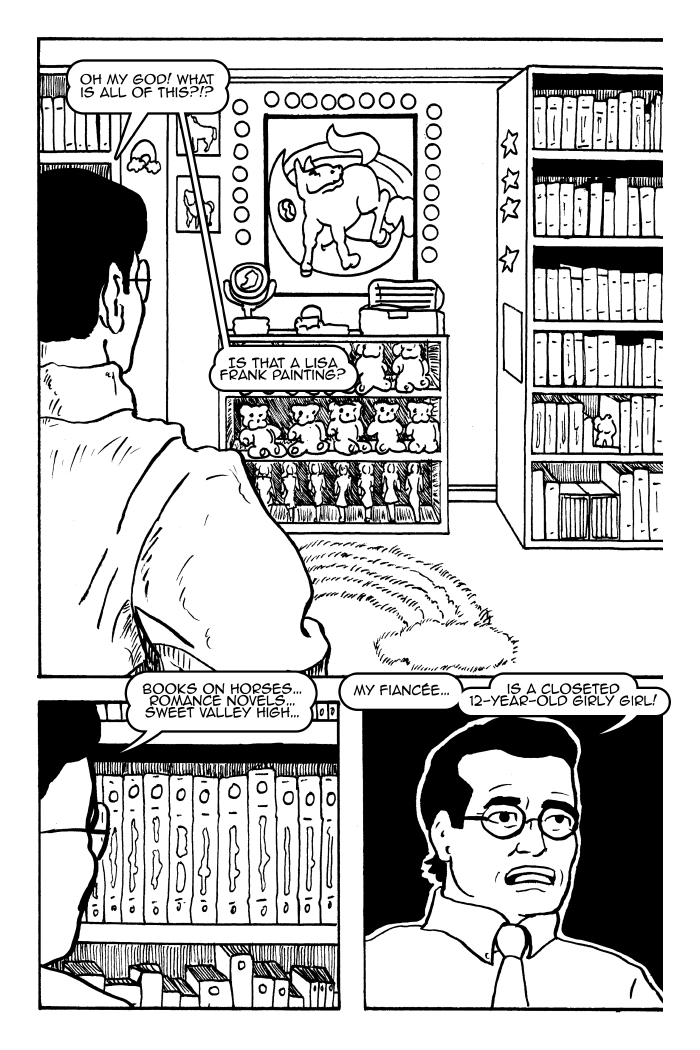 OH MY GOD! WHAT
IS ALL OF THIS?!?
IS THAT A LISA
FRANK PAINTING?
BOOKS ON HORSES...
ROMANCE NOVELS...
SWEET VALLEY HIGH...
MY FIANCÉE...
IS A CLOSETED
12-YEAR-OLD GIRLY GIRL!